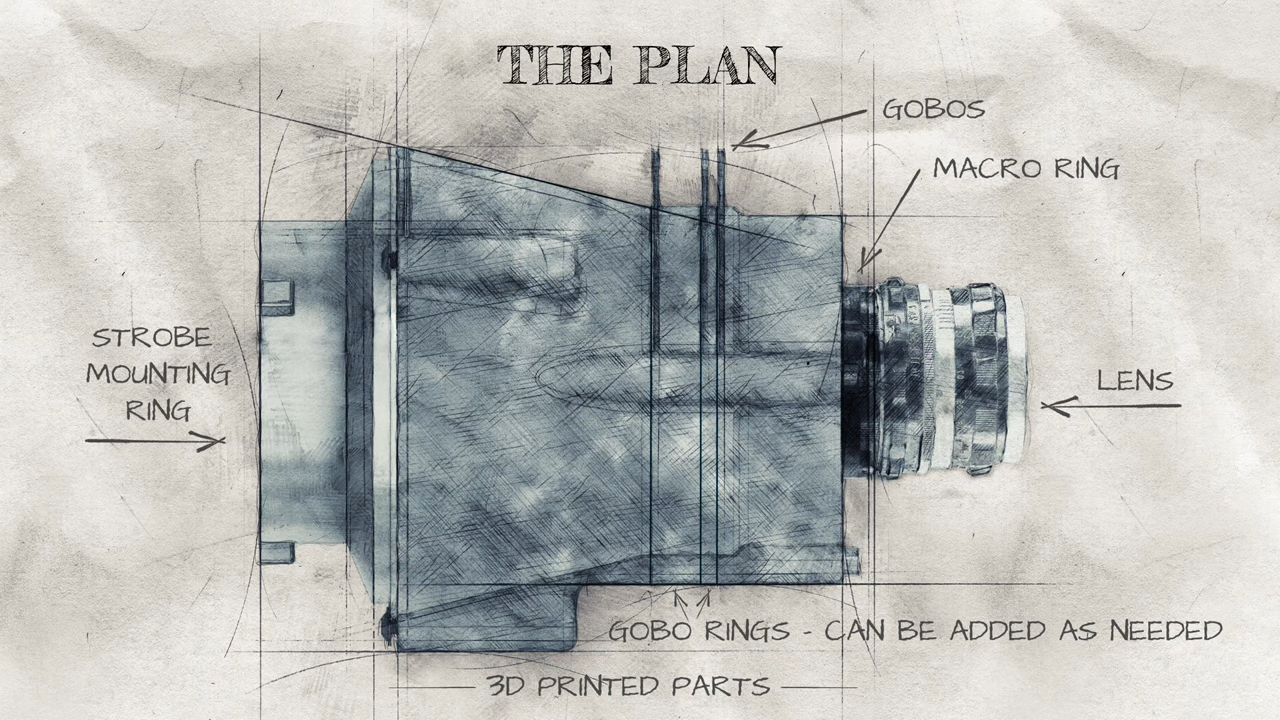 THE PLAN
GOBOS
MACRO RING
STROBE
MOUNTING
RING
LENS
GOBO RINGS - CAN BE ADDED AS NEEDED
3D PRINTED PARTS